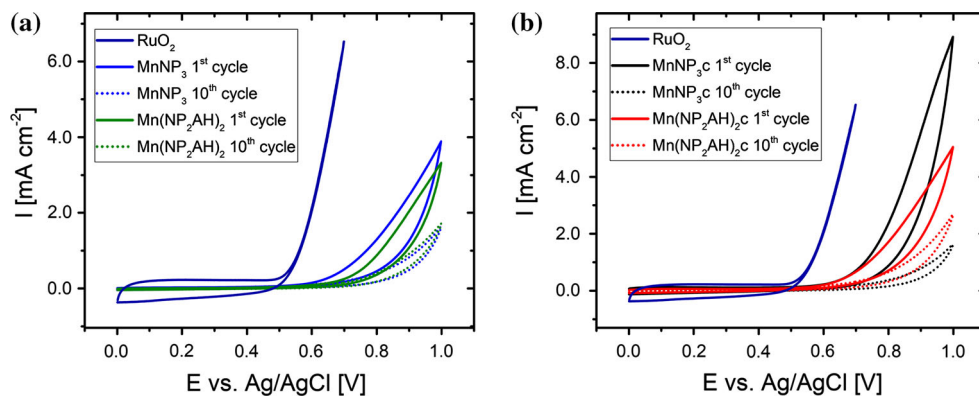 (a)
I [mA cm⁻²]
6.0
4.0
2.0
0.0
RuO₂
MnNP₃ 1ˢᵗ cycle
MnNP₃ 10ᵗʰ cycle
Mn(NP₂AH)₂ 1ˢᵗ cycle
Mn(NP₂AH)₂ 10ᵗʰ cycle
0.0 0.2 0.4 0.6 0.8 1.0
E vs. Ag/AgCl [V]
(b)
I [mA cm⁻²]
8.0
6.0
4.0
2.0
0.0
RuO₂
MnNP₃c 1ˢᵗ cycle
MnNP₃c 10ᵗʰ cycle
Mn(NP₂AH)₂c 1ˢᵗ cycle
Mn(NP₂AH)₂c 10ᵗʰ cycle
0.0 0.2 0.4 0.6 0.8 1.0
E vs. Ag/AgCl [V]